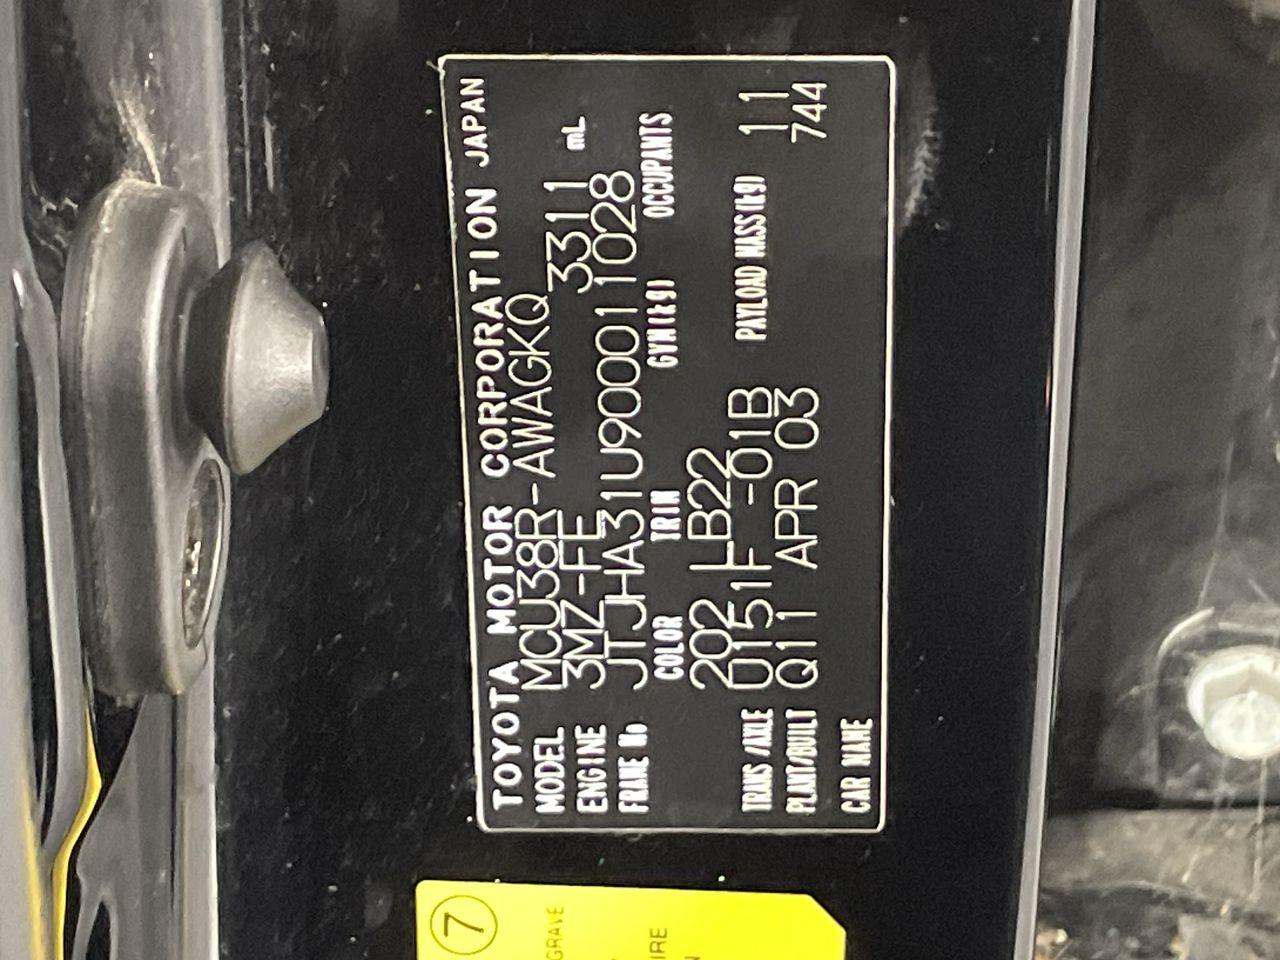 TOYOTA MOTOR CORPORATION JAPAN
MODEL MCU38R-AWAGKQ
ENGINE 3MZ-FE 3311 mL
FRAME No JTJHA31U900011028
COLOR TRIM GVM(kg) OCCUPANTS
202 LB22
TRANS/AXLE U151F -01B PAYLOAD MASS(kg) 11
PLANT/BUILT Q11 APR 03 744
CAR NAME
7